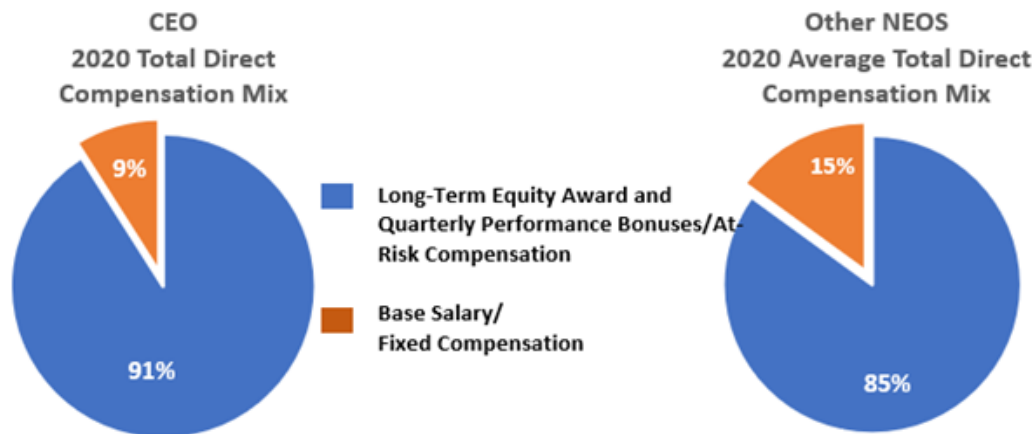 CEO
2020 Total Direct
Compensation Mix
9%
91%
Long-Term Equity Award and
Quarterly Performance Bonuses/At-
Risk Compensation
Base Salary/
Fixed Compensation
Other NEOS
2020 Average Total Direct
Compensation Mix
15%
85%